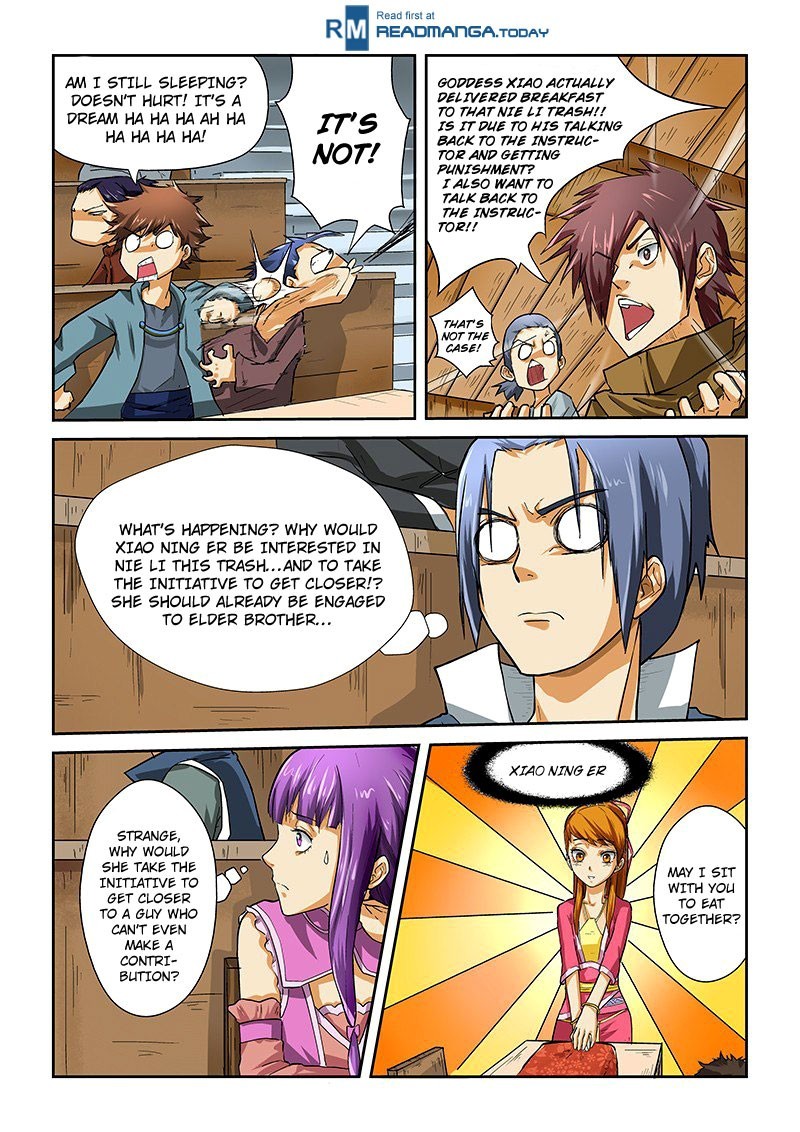 RM
Read first at
READMANGA.TODAY
AM I STILL SLEEPING?
DOESN'T HURT! IT'S A
DREAM HA HA HA AH HA
HA HA HA HA!
IT'S
NOT!
GODDESS XIAO ACTUALLY
DELIVERED BREAKFAST
TO THAT NIE LI TRASH!!
IS IT DUE TO HIS TALKING
BACK TO THE INSTRUC-
TOR AND GETTING
PUNISHMENT?
I ALSO WANT TO
TALK BACK TO
THE INSTRUC-
TOR!!
THAT'S
NOT THE
CASE!
WHAT'S HAPPENING? WHY WOULD
XIAO NING ER BE INTERESTED IN
NIE LI THIS TRASH...AND TO TAKE
THE INITIATIVE TO GET CLOSER!?
SHE SHOULD ALREADY BE ENGAGED
TO ELDER BROTHER...
STRANGE,
WHY WOULD
SHE TAKE THE
INITIATIVE TO
GET CLOSER
TO A GUY WHO
CAN'T EVEN
MAKE A
CONTRI-
BUTION?
XIAO NING ER
MAY I SIT
WITH YOU
TO EAT
TOGETHER?